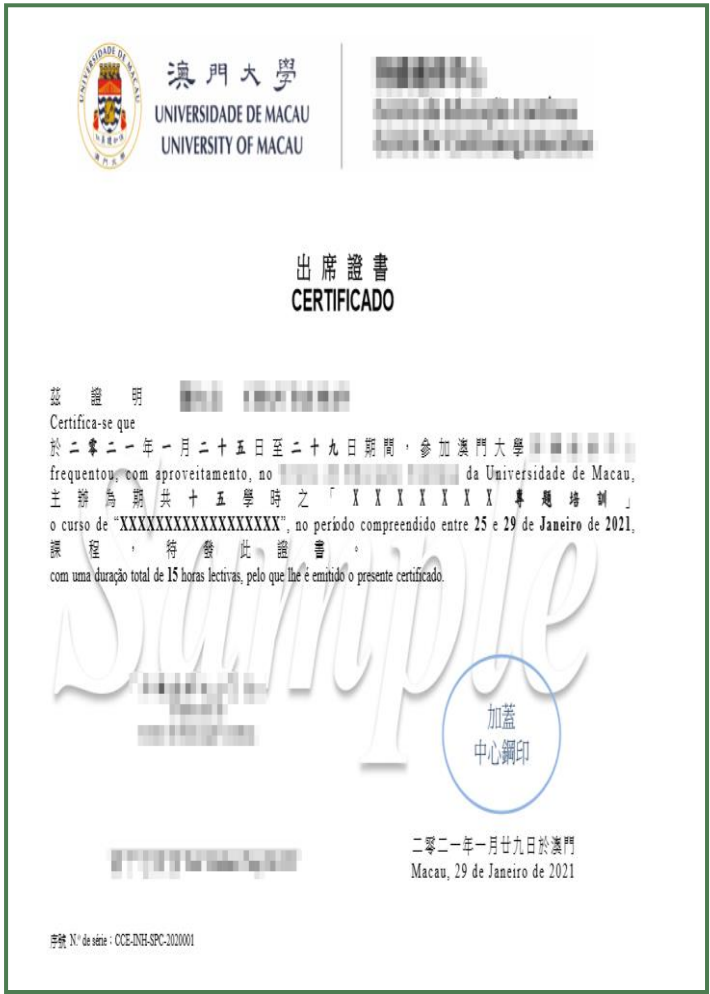 澳門大學
UNIVERSIDADE DE MACAU
UNIVERSITY OF MACAU
出席證書
CERTIFICADO
茲證明
Certifica-se que
於二零二一年一月二十五日至二十九日期間，參加澳門大學
frequentou, com aproveitamento, no da Universidade de Macau,
主辦為期共十五學時之「XXXXXXX專題培訓」
o curso de “XXXXXXXXXXXXXXXXXX”, no período compreendido entre 25 e 29 de Janeiro de 2021,
課程，特發此證書。
com uma duração total de 15 horas lectivas, pelo que lhe é emitido o presente certificado.
Sample
加蓋
中心鋼印
二零二一年一月廿九日於澳門
Macau, 29 de Janeiro de 2021
序號 N.º de série：CCE-INH-SPC-2020001